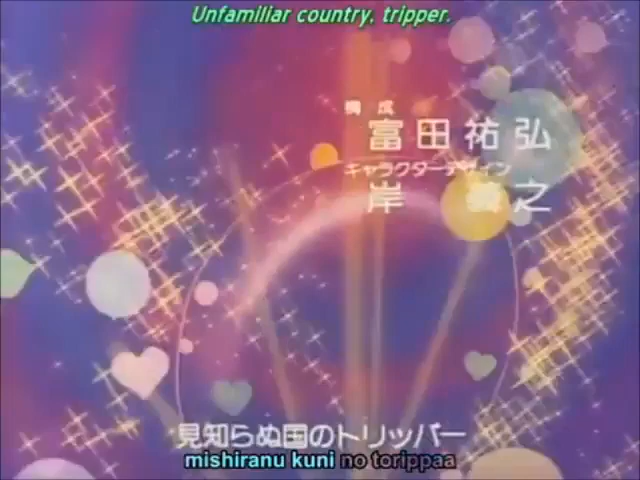 Unfamiliar country, tripper.
構成
富田祐弘
キャラクターデザイン
岸 義之
見知らぬ国のトリッパー
mishiranu kuni no torippaa